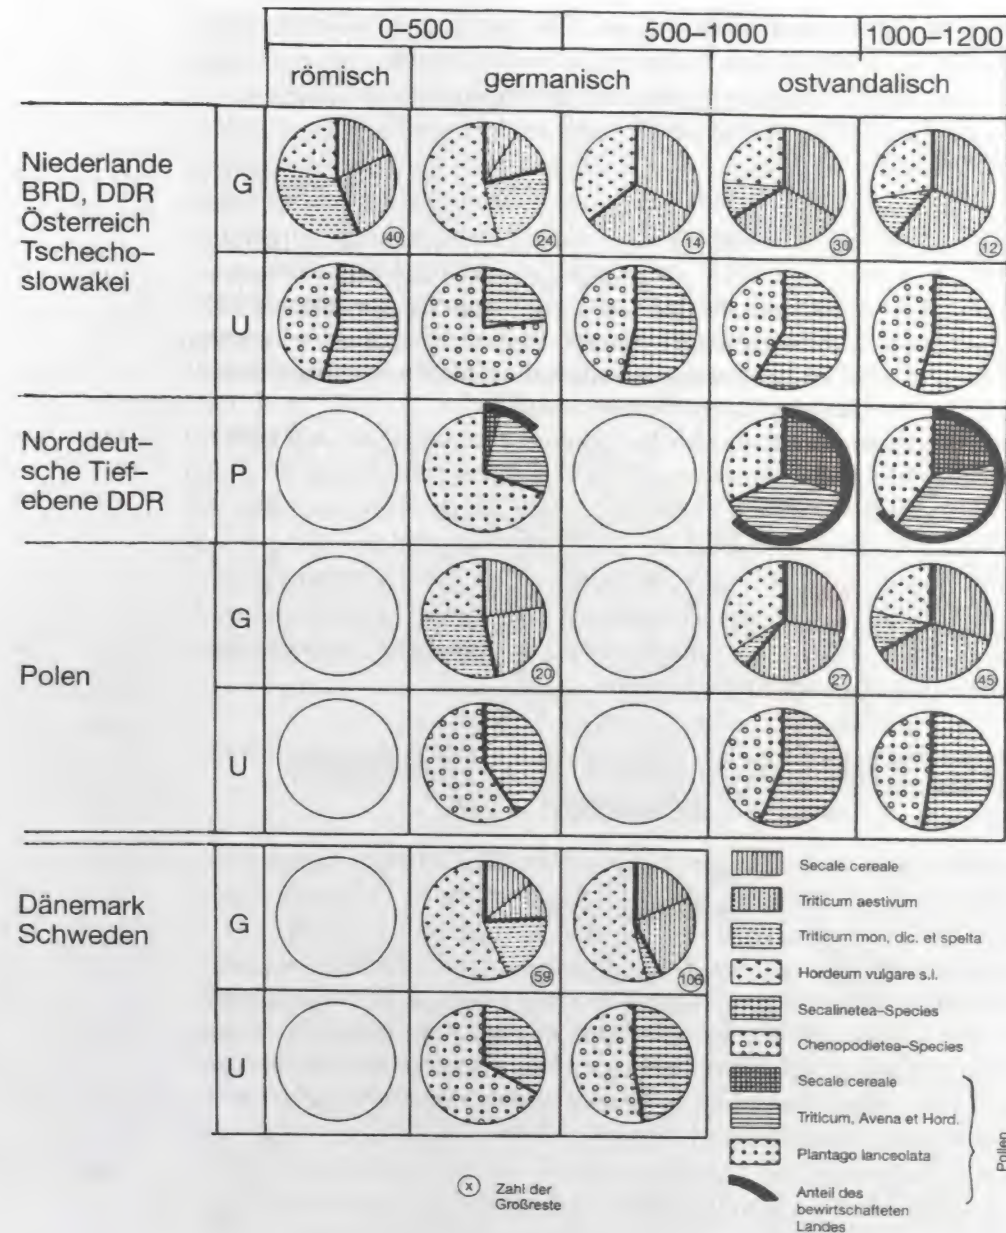 0–500
500–1000
1000–1200
römisch
germanisch
ostvandalisch
Niederlande
BRD, DDR
Österreich
Tschecho–
slowakei
G
40
24
14
30
12
U
Norddeut–
sche Tief–
ebene DDR
P
Polen
G
20
27
45
U
Dänemark
Schweden
G
59
106
U
Secale cereale
Triticum aestivum
Triticum mon, dic. et spelta
Hordeum vulgare s.l.
Secalinetea–Species
Chenopodietea–Species
Secale cereale
Triticum, Avena et Hord.
Plantago lanceolata
Anteil des
bewirtschafteten
Landes
Pollen
x Zahl der
Großreste